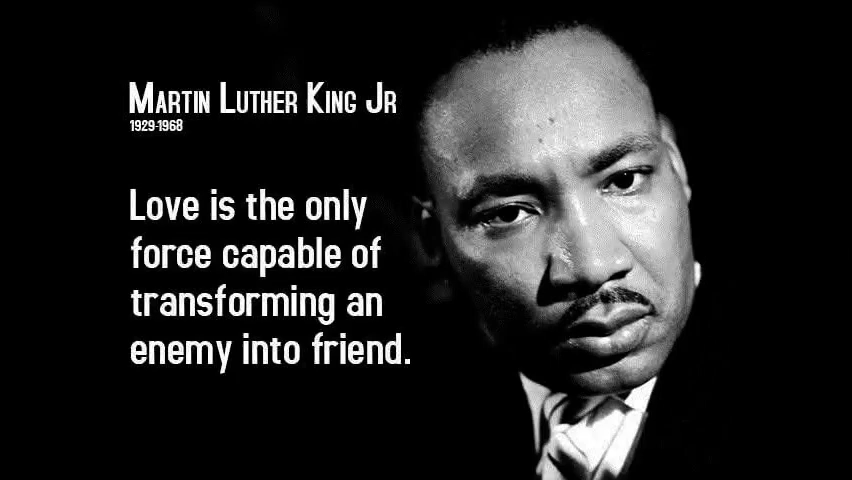 Martin Luther King Jr
1929-1968
Love is the only
force capable of
transforming an
enemy into friend.